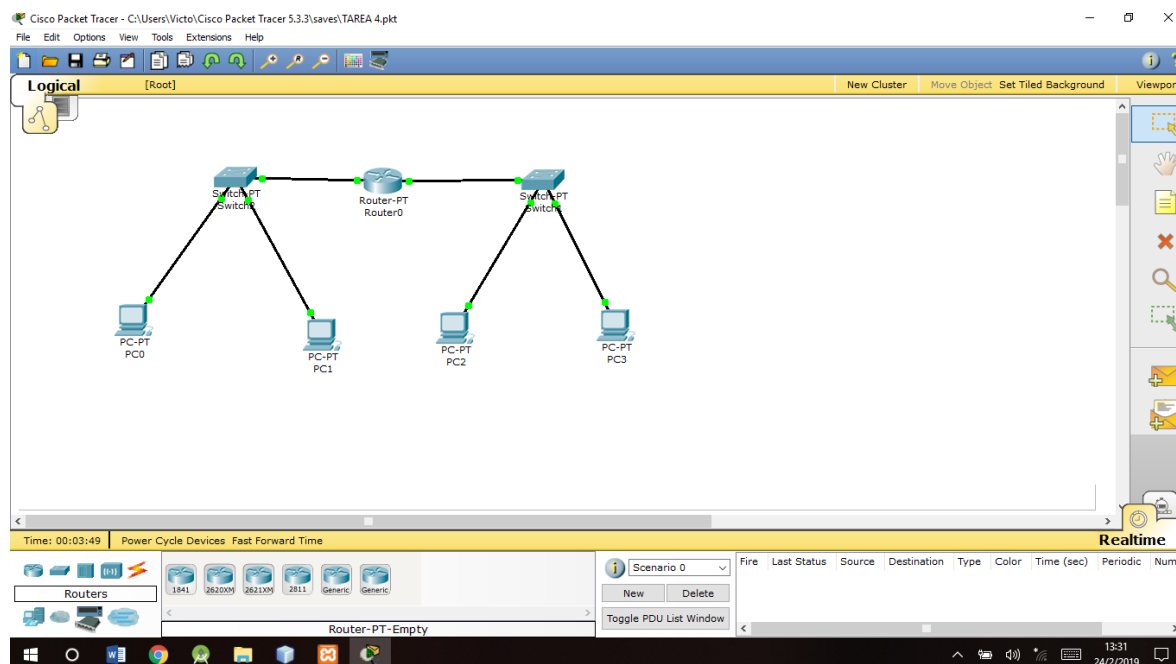 Cisco Packet Tracer - C:\Users\Victo\Cisco Packet Tracer 5.3.3\saves\TAREA 4.pkt
File Edit Options View Tools Extensions Help
Logical [Root] New Cluster Move Object Set Tiled Background Viewpor
Switch-PT
Router-PT
Router0
Switch-PT
Switch1
PC-PT
PC0
PC-PT
PC1
PC-PT
PC2
PC-PT
PC3
Time: 00:03:49 Power Cycle Devices Fast Forward Time Realtime
Routers
1841 2620XM 2621XM 2811 Generic Generic
Router-PT-Empty
Scenario 0
New Delete
Toggle PDU List Window
Fire Last Status Source Destination Type Color Time (sec) Periodic Num
13:31
24/2/2019